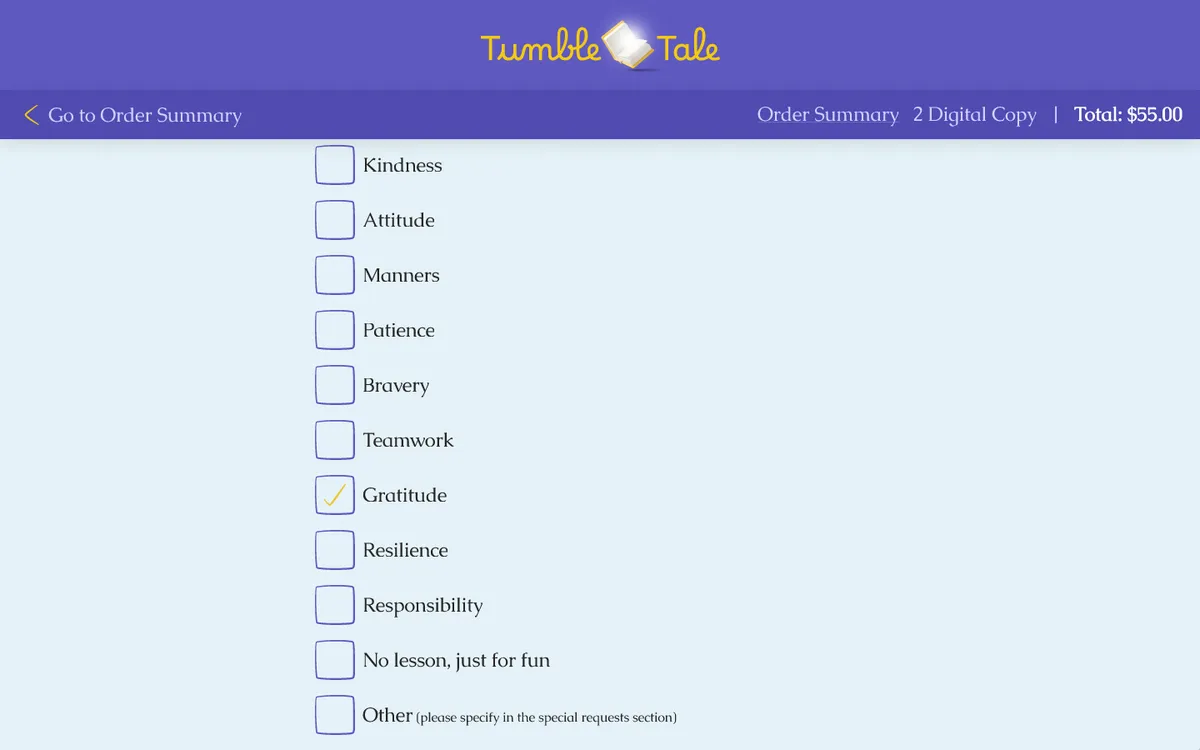 Tumble Tale
Go to Order Summary
Order Summary 2 Digital Copy | Total: $55.00
Kindness
Attitude
Manners
Patience
Bravery
Teamwork
Gratitude
Resilience
Responsibility
No lesson, just for fun
Other (please specify in the special requests section)